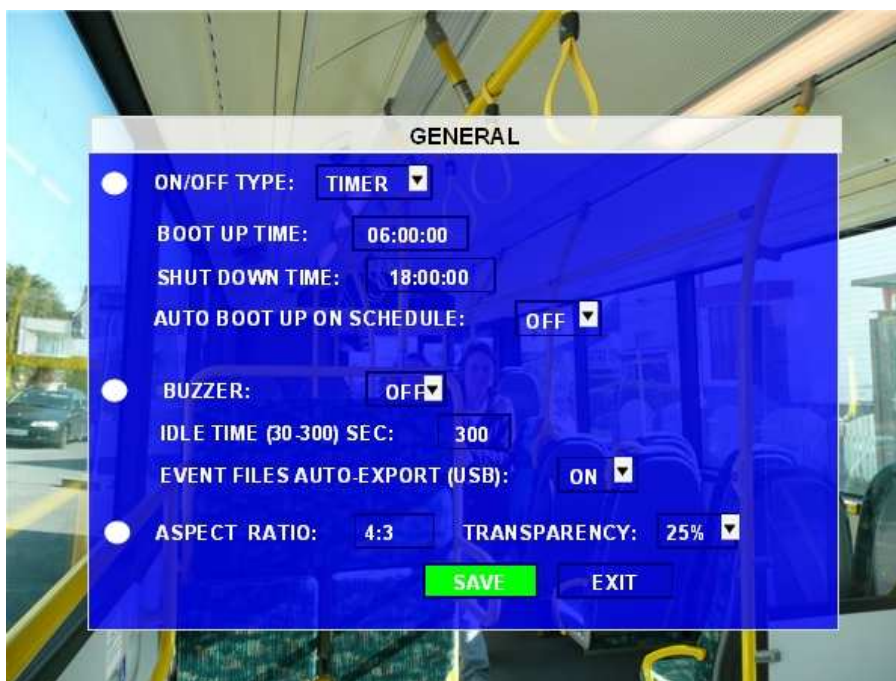 GENERAL
ON/OFF TYPE: TIMER
BOOT UP TIME: 06:00:00
SHUT DOWN TIME: 18:00:00
AUTO BOOT UP ON SCHEDULE: OFF
BUZZER: OFF
IDLE TIME (30-300) SEC: 300
EVENT FILES AUTO-EXPORT (USB): ON
ASPECT RATIO: 4:3 TRANSPARENCY: 25%
SAVE EXIT